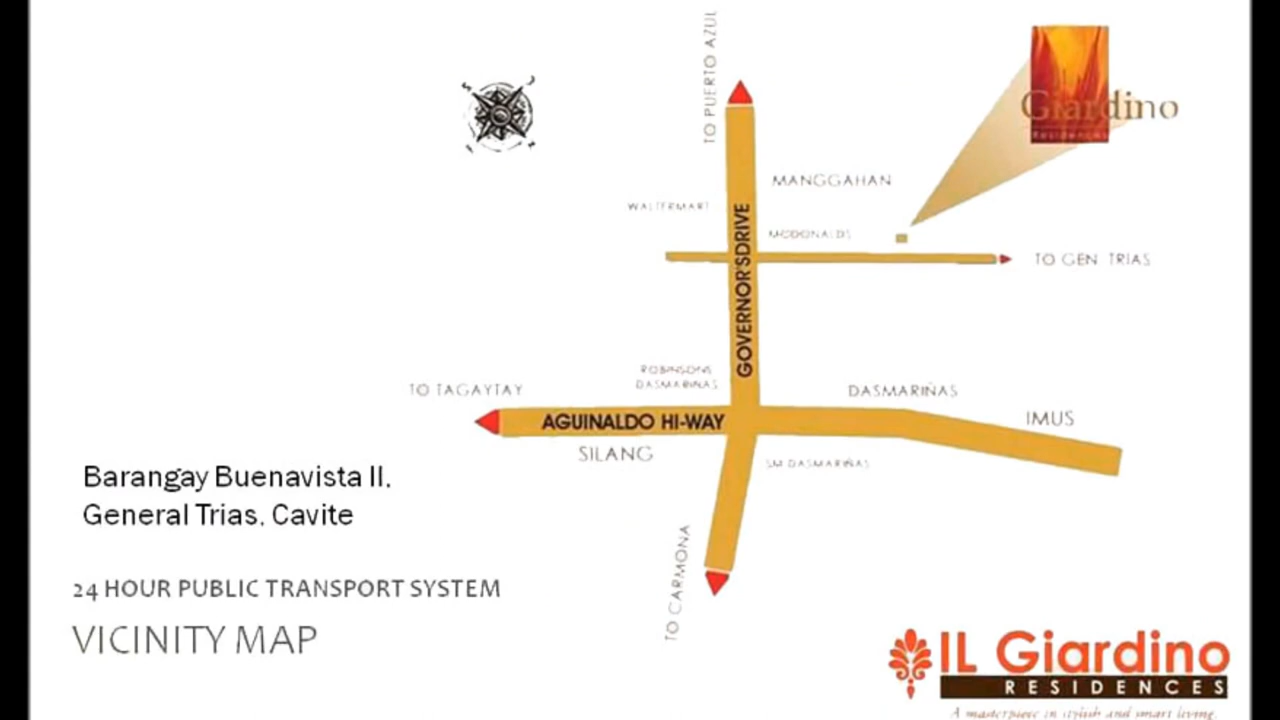 TO PUERTO AZUL
Giardino
Residences
MANGGAHAN
WALTERMART
MCDONALDS
GOVERNOR'SDRIVE
TO GEN. TRIAS
ROBINSONS
DASMARIÑAS
TO TAGAYTAY
DASMARIÑAS
AGUINALDO HI-WAY
IMUS
SILANG
SM DASMARIÑAS
Barangay Buenavista II,
General Trias, Cavite
TO CARMONA
24 HOUR PUBLIC TRANSPORT SYSTEM
VICINITY MAP
IL Giardino
RESIDENCES
A masterpiece in stylish and smart living